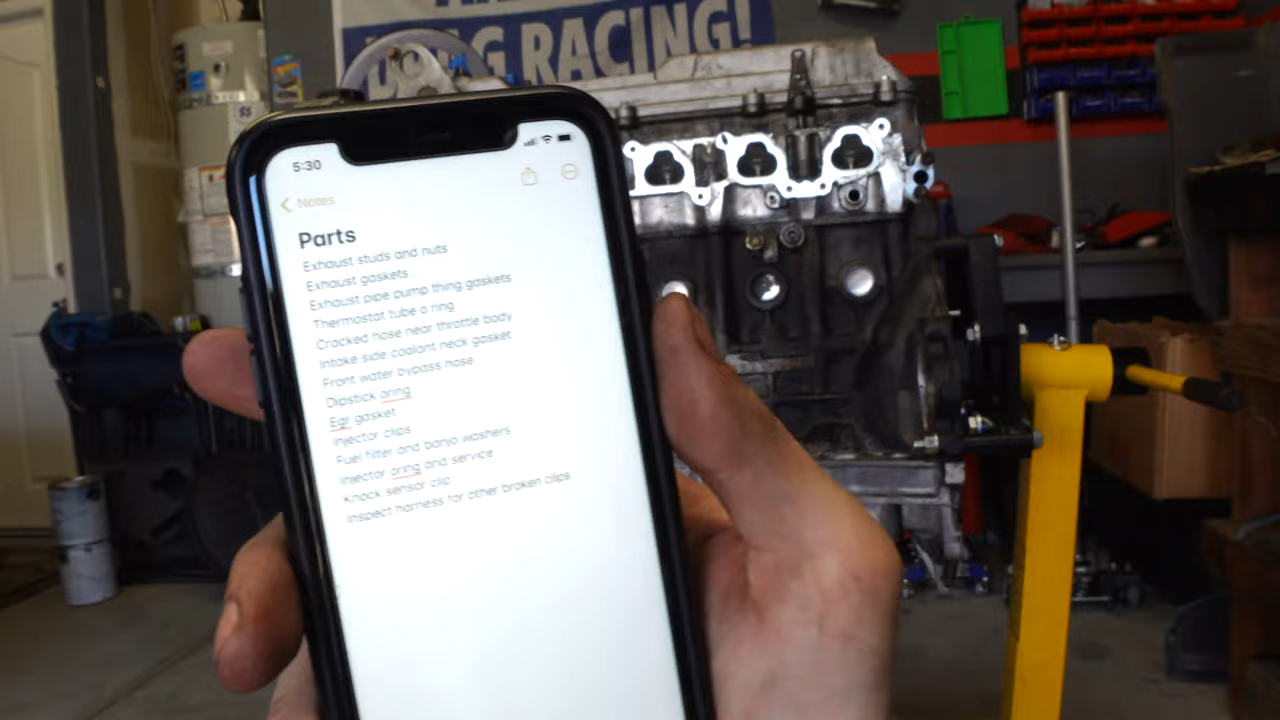 DRAG RACING!
5:30
Notes
Parts
Exhaust studs and nuts
Exhaust gaskets
Exhaust pipe pump thing gaskets
Thermostat tube o ring
Cracked hose near throttle body
Intake side coolant neck gasket
Front water bypass hose
Dipstick oring
Egr gasket
Injector clips
Fuel filter and banjo washers
Injector oring and service
Knock sensor clip
Inspect harness for other broken clips